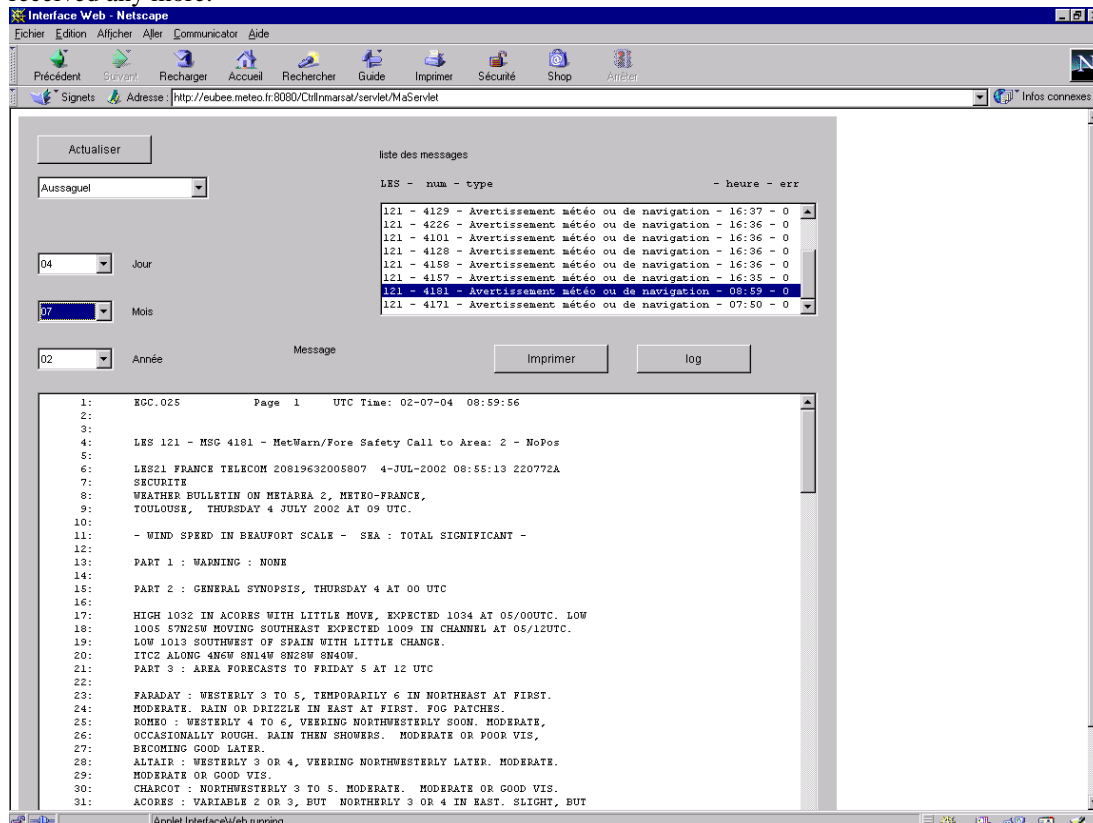 received any more.
Interface Web - Netscape
Fichier Edition Afficher Aller Communicator Aide
Précédent Suivant Recharger Accueil Rechercher Guide Imprimer Sécurité Shop Arrêter
Signets Adresse : http://eubee.meteo.fr:8080/CtrlInmarsat/servlet/MaServlet Infos connexes
Actualiser
liste des messages
Aussaguel
LES - num - type - heure - err
121 - 4129 - Avertissement météo ou de navigation - 16:37 - 0
121 - 4226 - Avertissement météo ou de navigation - 16:36 - 0
121 - 4101 - Avertissement météo ou de navigation - 16:36 - 0
121 - 4128 - Avertissement météo ou de navigation - 16:36 - 0
121 - 4158 - Avertissement météo ou de navigation - 16:36 - 0
121 - 4157 - Avertissement météo ou de navigation - 16:35 - 0
121 - 4181 - Avertissement météo ou de navigation - 08:59 - 0
121 - 4171 - Avertissement météo ou de navigation - 07:50 - 0
04 Jour
07 Mois
02 Année
Message
Imprimer
log
1: EGC.025 Page 1 UTC Time: 02-07-04 08:59:56
2:
3:
4: LES 121 - MSG 4181 - MetWarn/Fore Safety Call to Area: 2 - NoPos
5:
6: LES21 FRANCE TELECOM 20819632005807 4-JUL-2002 08:55:13 220772A
7: SECURITE
8: WEATHER BULLETIN ON METAREA 2, METEO-FRANCE,
9: TOULOUSE, THURSDAY 4 JULY 2002 AT 09 UTC.
10:
11: - WIND SPEED IN BEAUFORT SCALE - SEA : TOTAL SIGNIFICANT -
12:
13: PART 1 : WARNING : NONE
14:
15: PART 2 : GENERAL SYNOPSIS, THURSDAY 4 AT 00 UTC
16:
17: HIGH 1032 IN ACORES WITH LITTLE MOVE, EXPECTED 1034 AT 05/00UTC. LOW
18: 1005 57N25W MOVING SOUTHEAST EXPECTED 1009 IN CHANNEL AT 05/12UTC.
19: LOW 1013 SOUTHWEST OF SPAIN WITH LITTLE CHANGE.
20: ITCZ ALONG 4N6W 8N14W 8N28W 8N40W.
21: PART 3 : AREA FORECASTS TO FRIDAY 5 AT 12 UTC
22:
23: FARADAY : WESTERLY 3 TO 5, TEMPORARILY 6 IN NORTHEAST AT FIRST.
24: MODERATE. RAIN OR DRIZZLE IN EAST AT FIRST. FOG PATCHES.
25: ROMEO : WESTERLY 4 TO 6, VEERING NORTHWESTERLY SOON. MODERATE,
26: OCCASIONALLY ROUGH. RAIN THEN SHOWERS. MODERATE OR POOR VIS,
27: BECOMING GOOD LATER.
28: ALTAIR : WESTERLY 3 OR 4, VEERING NORTHWESTERLY LATER. MODERATE.
29: MODERATE OR GOOD VIS.
30: CHARCOT : NORTHWESTERLY 3 TO 5. MODERATE. MODERATE OR GOOD VIS.
31: ACORES : VARIABLE 2 OR 3, BUT NORTHERLY 3 OR 4 IN EAST. SLIGHT, BUT
Applet InterfaceWeb running